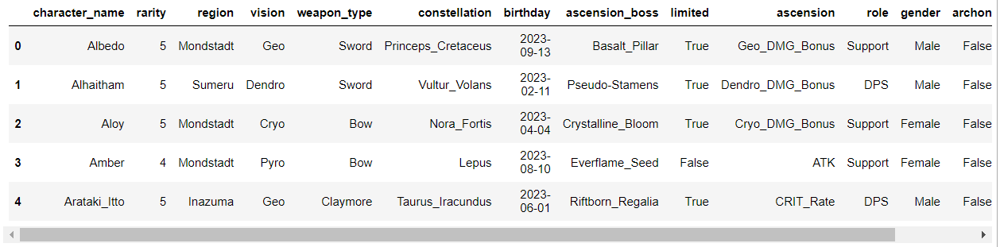 character_name rarity region vision weapon_type constellation birthday ascension_boss limited ascension role gender archon
0 Albedo 5 Mondstadt Geo Sword Princeps_Cretaceus 2023-09-13 Basalt_Pillar True Geo_DMG_Bonus Support Male False
1 Alhaitham 5 Sumeru Dendro Sword Vultur_Volans 2023-02-11 Pseudo-Stamens True Dendro_DMG_Bonus DPS Male False
2 Aloy 5 Mondstadt Cryo Bow Nora_Fortis 2023-04-04 Crystalline_Bloom True Cryo_DMG_Bonus Support Female False
3 Amber 4 Mondstadt Pyro Bow Lepus 2023-08-10 Everflame_Seed False ATK Support Female False
4 Arataki_Itto 5 Inazuma Geo Claymore Taurus_Iracundus 2023-06-01 Riftborn_Regalia True CRIT_Rate DPS Male False